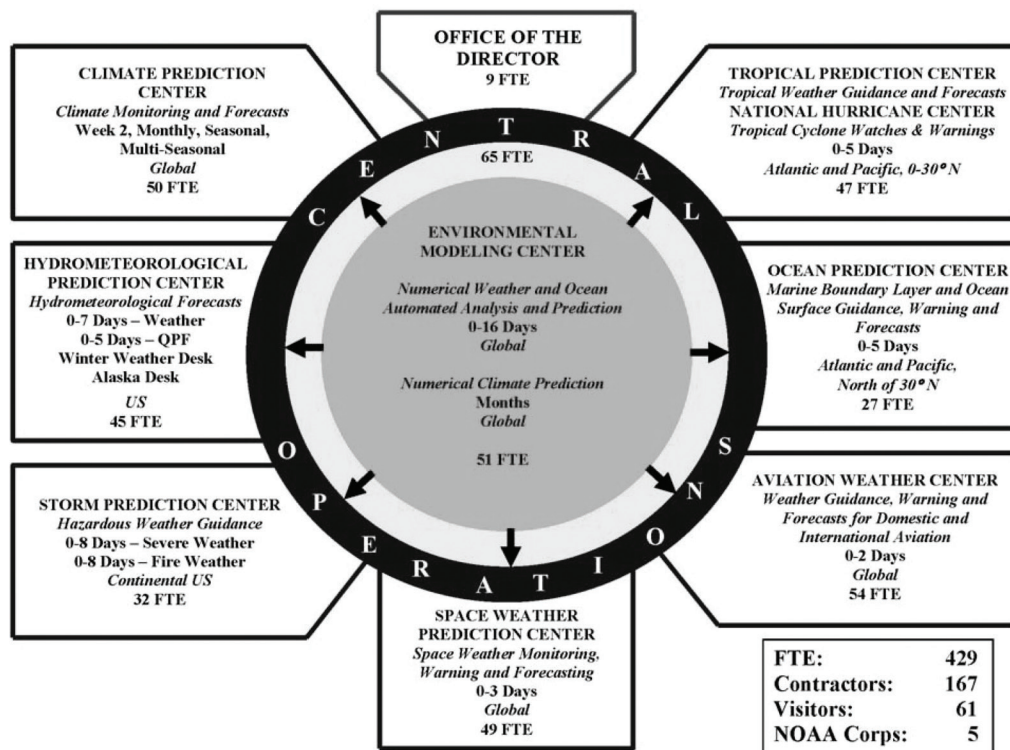 OFFICE OF THE
DIRECTOR
9 FTE
CLIMATE PREDICTION
CENTER
Climate Monitoring and Forecasts
Week 2, Monthly, Seasonal,
Multi-Seasonal
Global
50 FTE
TROPICAL PREDICTION CENTER
Tropical Weather Guidance and Forecasts
NATIONAL HURRICANE CENTER
Tropical Cyclone Watches & Warnings
0-5 Days
Atlantic and Pacific, 0-30° N
47 FTE
CENTRAL
OPERATIONS
65 FTE
ENVIRONMENTAL
MODELING CENTER
Numerical Weather and Ocean
Automated Analysis and Prediction
0-16 Days
Global
Numerical Climate Prediction
Months
Global
51 FTE
HYDROMETEOROLOGICAL
PREDICTION CENTER
Hydrometeorological Forecasts
0-7 Days – Weather
0-5 Days – QPF
Winter Weather Desk
Alaska Desk
US
45 FTE
OCEAN PREDICTION CENTER
Marine Boundary Layer and Ocean
Surface Guidance, Warning and
Forecasts
0-5 Days
Atlantic and Pacific,
North of 30° N
27 FTE
STORM PREDICTION CENTER
Hazardous Weather Guidance
0-8 Days – Severe Weather
0-8 Days – Fire Weather
Continental US
32 FTE
AVIATION WEATHER CENTER
Weather Guidance, Warning and
Forecasts for Domestic and
International Aviation
0-2 Days
Global
54 FTE
SPACE WEATHER
PREDICTION CENTER
Space Weather Monitoring,
Warning and Forecasting
0-3 Days
Global
49 FTE
FTE: 429
Contractors: 167
Visitors: 61
NOAA Corps: 5